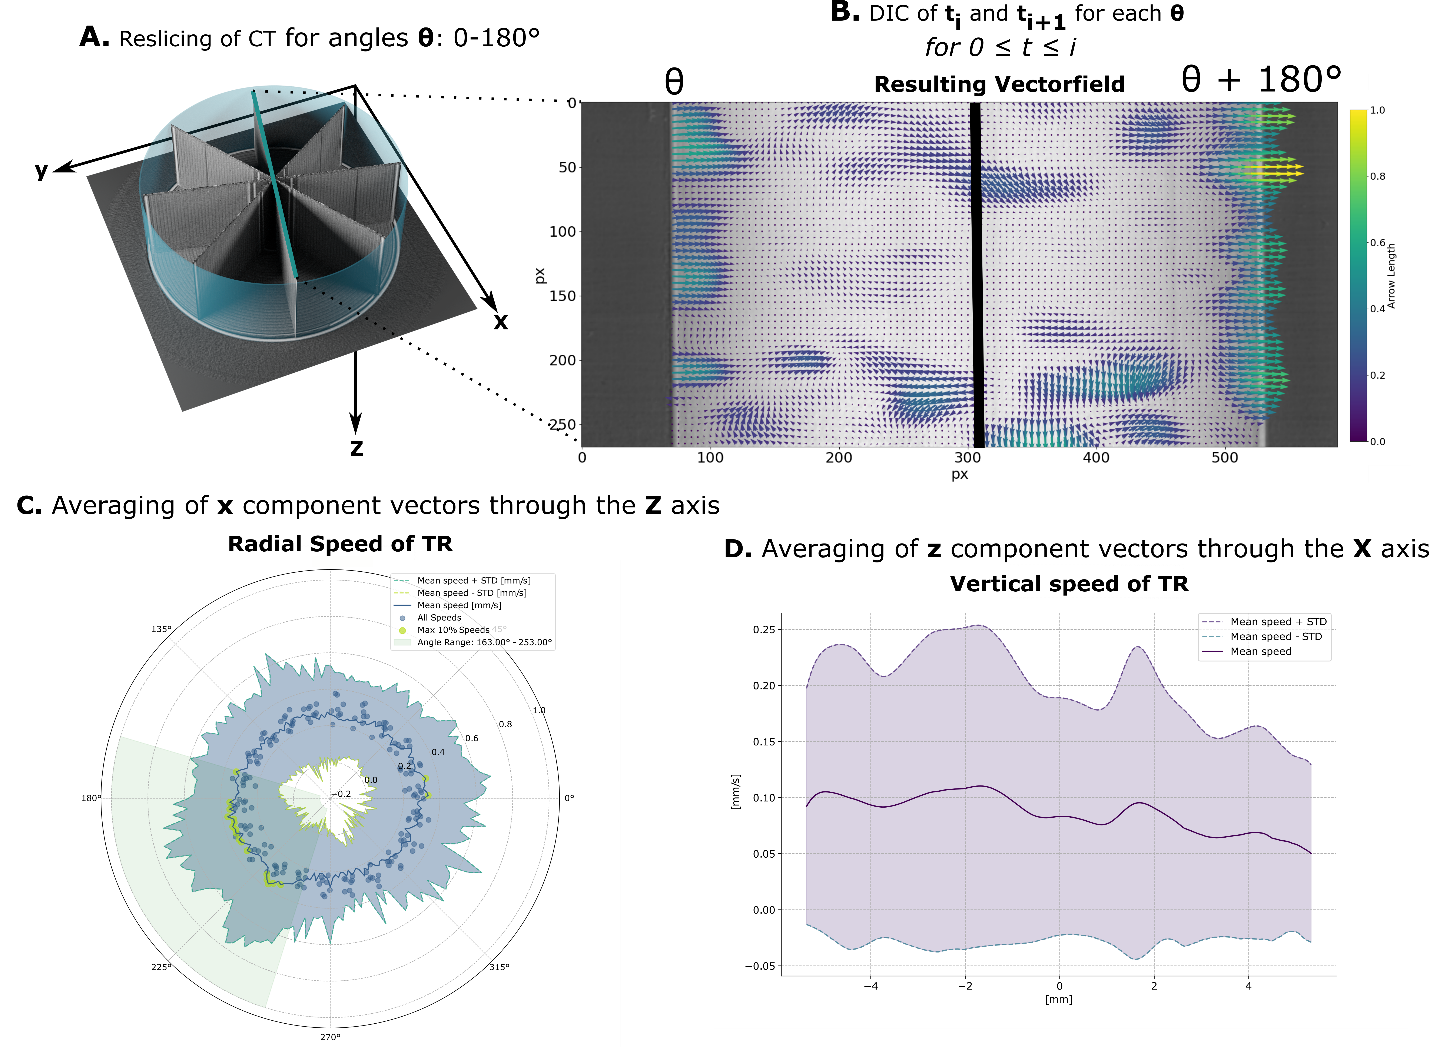 A. Reslicing of CT for angles θ: 0-180°
y
x
z
B. DIC of ti and ti+1 for each θ
for 0 ≤ t ≤ i
θ
Resulting Vectorfield
θ + 180°
0
50
100
150
200
250
px
0
100
200
300
400
500
px
1.0
0.8
0.6
0.4
0.2
0.0
Arrow Length
C. Averaging of x component vectors through the Z axis
Radial Speed of TR
Mean speed + STD [mm/s]
Mean speed - STD [mm/s]
Mean speed [mm/s]
All Speeds
Max 10% Speeds
Angle Range: 163.00° - 253.00°
45°
135°
180°
225°
270°
315°
0°
1.0
0.8
0.6
0.4
0.2
0.0
−0.2
D. Averaging of z component vectors through the X axis
Vertical speed of TR
Mean speed + STD
Mean speed - STD
Mean speed
0.25
0.20
0.15
0.10
0.05
0.00
−0.05
[mm/s]
−4
−2
0
2
4
[mm]